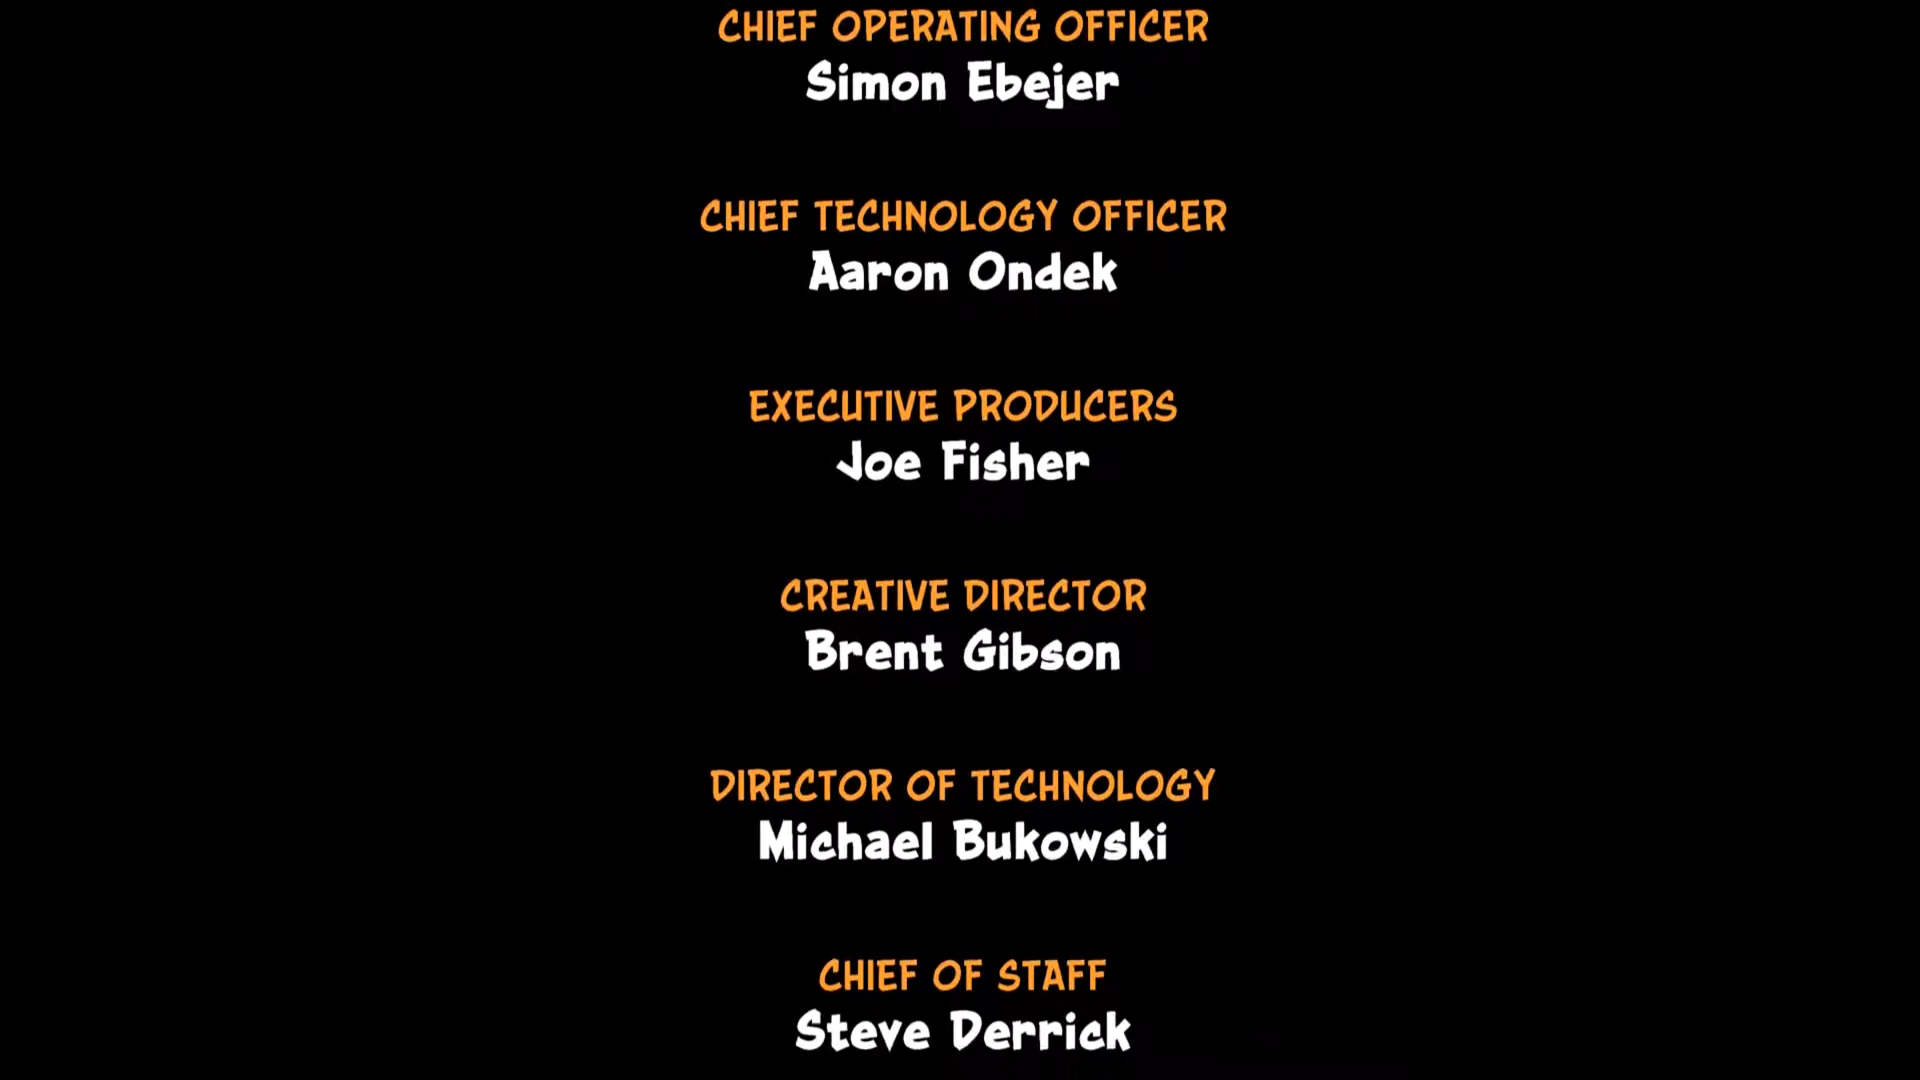 CHIEF OPERATING OFFICER
Simon Ebejer
CHIEF TECHNOLOGY OFFICER
Aaron Ondek
EXECUTIVE PRODUCERS
Joe Fisher
CREATIVE DIRECTOR
Brent Gibson
DIRECTOR OF TECHNOLOGY
Michael Bukowski
CHIEF OF STAFF
Steve Derrick